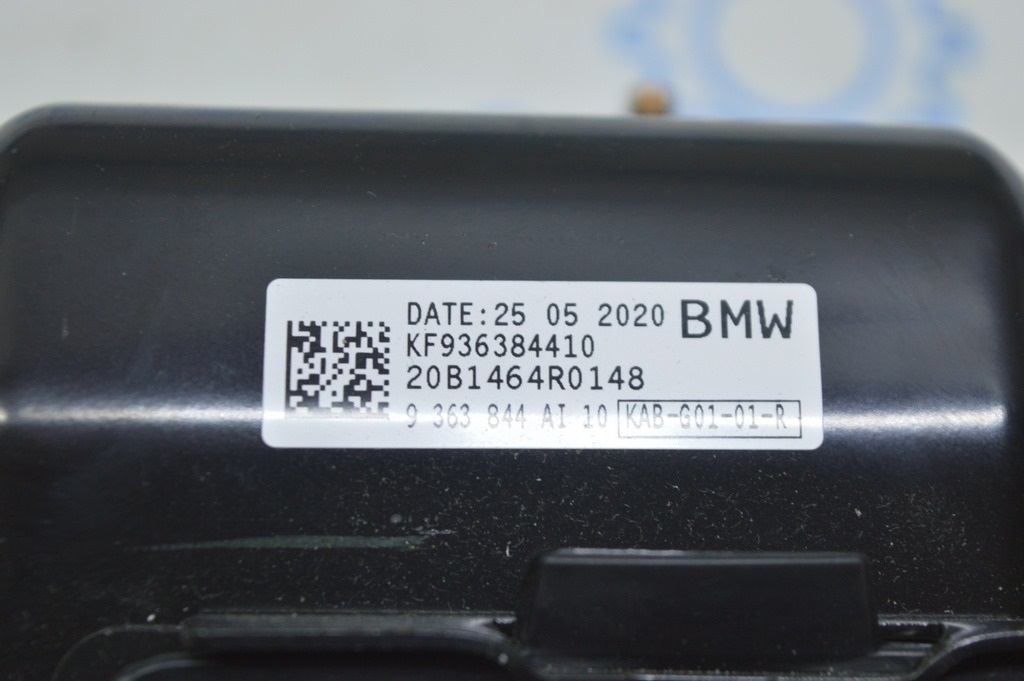 DATE:25 05 2020 BMW
KF936384410
20B1464R0148
9 363 844 AI 10 KAB-G01-01-R